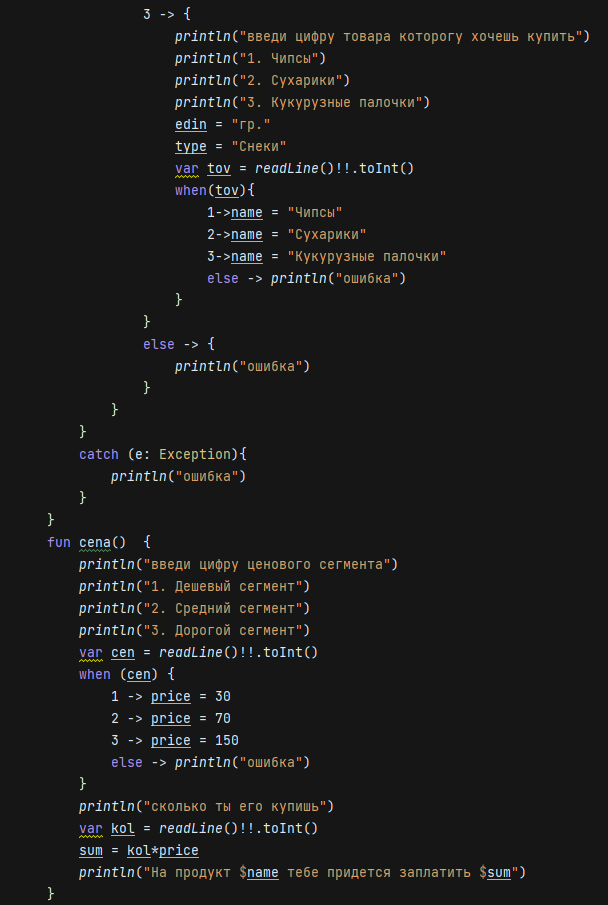 3 -> {
println("введи цифру товара которогу хочешь купить")
println("1. Чипсы")
println("2. Сухарики")
println("3. Кукурузные палочки")
edin = "гр."
type = "Снеки"
var tov = readLine()!!.toInt()
when(tov){
1->name = "Чипсы"
2->name = "Сухарики"
3->name = "Кукурузные палочки"
else -> println("ошибка")
}
}
else -> {
println("ошибка")
}
}
}
catch (e: Exception){
println("ошибка")
}
}
fun cena()  {
println("введи цифру ценового сегмента")
println("1. Дешевый сегмент")
println("2. Средний сегмент")
println("3. Дорогой сегмент")
var cen = readLine()!!.toInt()
when (cen) {
1 -> price = 30
2 -> price = 70
3 -> price = 150
else -> println("ошибка")
}
println("сколько ты его купишь")
var kol = readLine()!!.toInt()
sum = kol*price
println("На продукт $name тебе придется заплатить $sum")
}